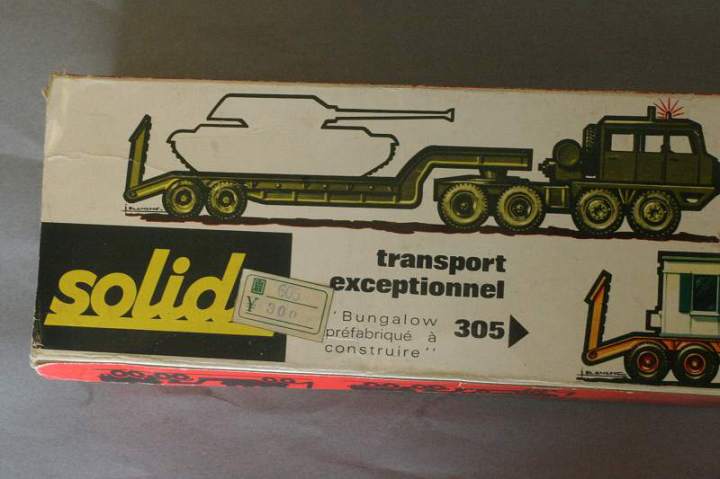 solid
¥ 300
transport
exceptionnel
"Bungalow
préfabriqué à
construire"
305